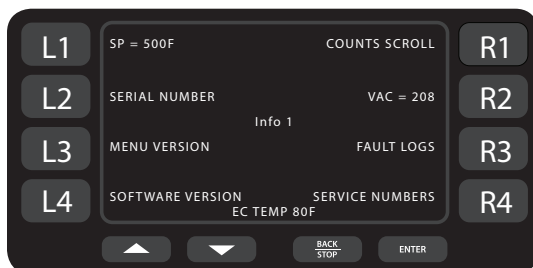 L1 SP = 500F COUNTS SCROLL R1
L2 SERIAL NUMBER VAC = 208 R2
Info 1
L3 MENU VERSION FAULT LOGS R3
L4 SOFTWARE VERSION SERVICE NUMBERS R4
EC TEMP 80F
BACK ENTER
STOP